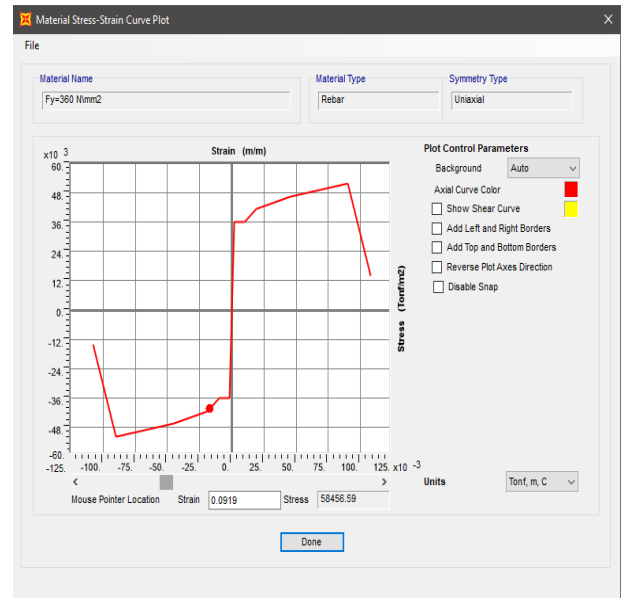 Material Stress-Strain Curve Plot X
File
Material Name Material Type Symmetry Type
Fy=360 N\mm2 Rebar Uniaxial
x10 3 Strain (m/m) Plot Control Parameters
60.
Background Auto
48.
Axial Curve Color
Show Shear Curve
36.
Add Left and Right Borders
Add Top and Bottom Borders
24.
Reverse Plot Axes Direction
12.
Disable Snap
0.
Stress (Tonf/m2)
-12.
-24.
-36.
-48.
-60.
-125. -100. -75. -50. -25. 0. 25. 50. 75. 100. 125. x10 -3
< > Units Tonf, m, C
Mouse Pointer Location Strain 0.0919 Stress 58456.59
Done